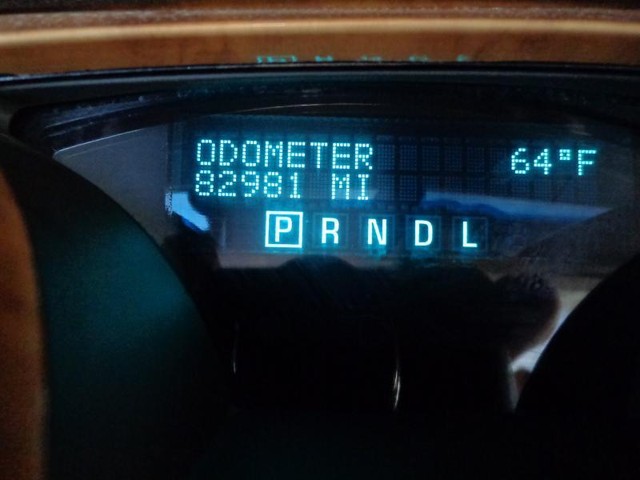 ODOMETER 64°F
82981 MI
P R N D L